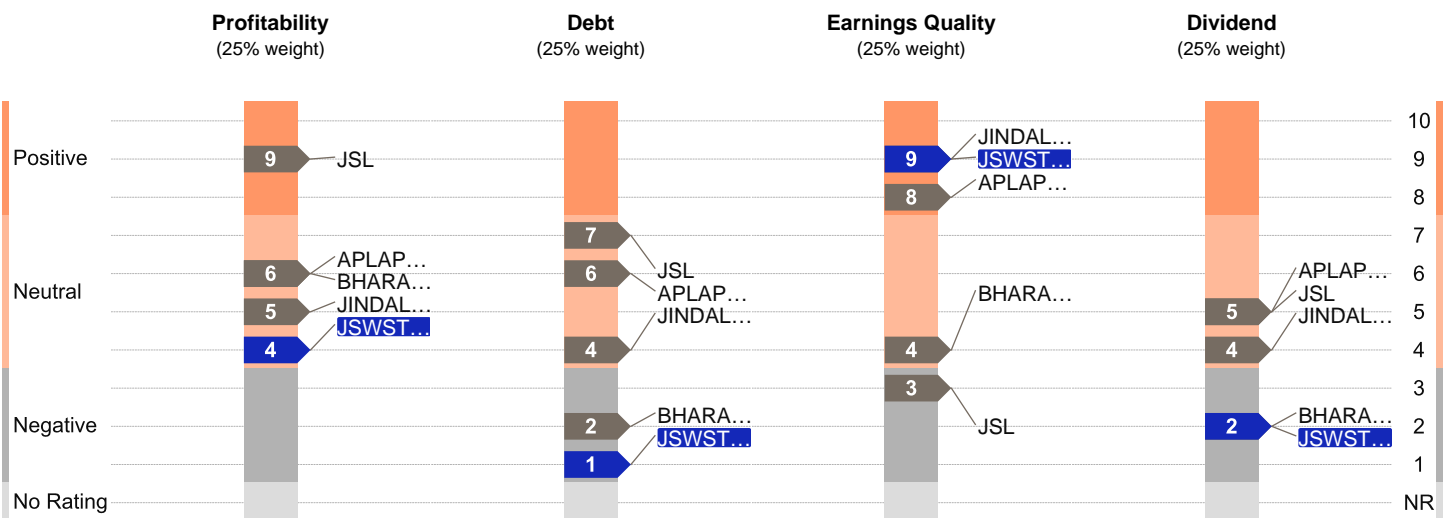 Profitability
(25% weight)
Debt
(25% weight)
Earnings Quality
(25% weight)
Dividend
(25% weight)
Positive
Neutral
Negative
No Rating
9
JSL
6
APLAP…
BHARA…
5
JINDAL…
4
JSWST…
7
JSL
6
APLAP…
4
JINDAL…
2
BHARA…
1
JSWST…
9
JINDAL…
JSWST…
8
APLAP…
4
BHARA…
3
JSL
5
APLAP…
JSL
4
JINDAL…
2
BHARA…
JSWST…
10
9
8
7
6
5
4
3
2
1
NR